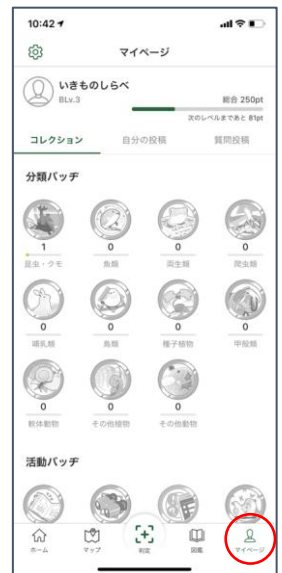 10:42
マイページ
いきものしらべ
BLv.3
総合 250pt
次のレベルまであと 81pt
コレクション 自分の投稿 質問投稿
分類バッヂ
1 0 0 0
昆虫・クモ 魚類 両生類 爬虫類
0 0 0 0
哺乳類 鳥類 種子植物 甲殻類
0 0 0
軟体動物 その他植物 その他動物
活動バッヂ
ホーム マップ 判定 図鑑 マイページ